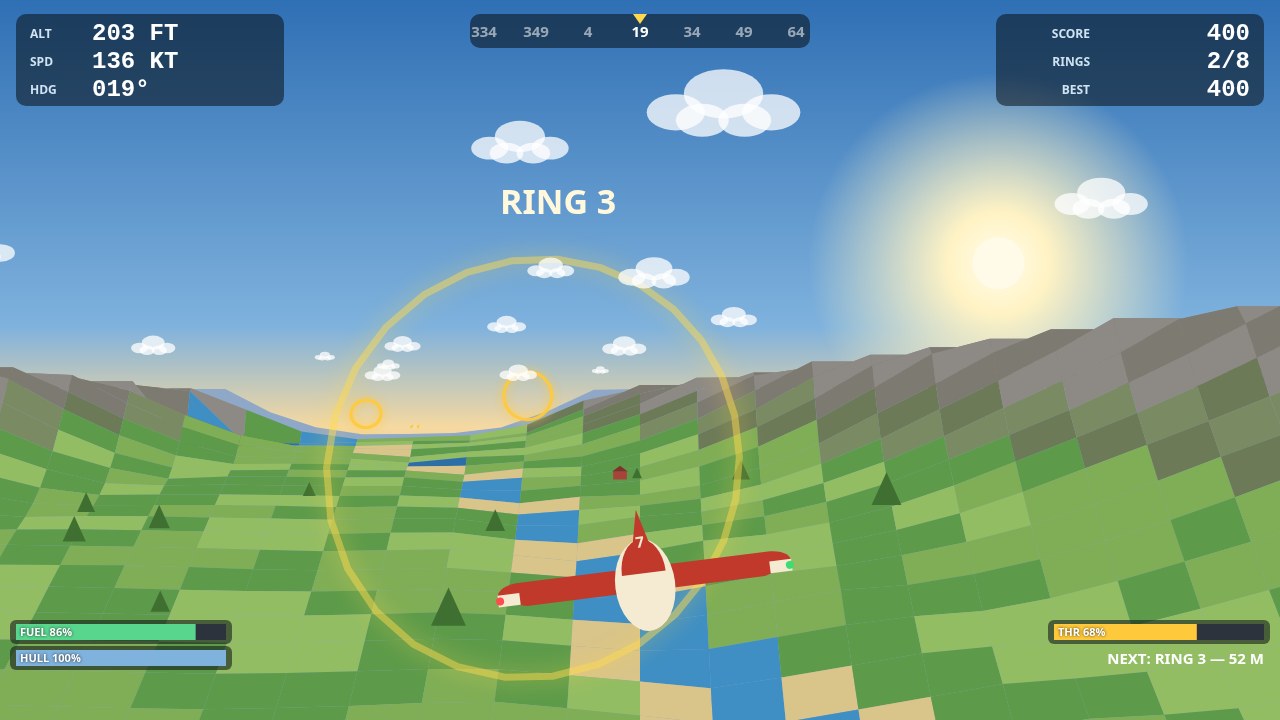 ALT 203 FT
SPD 136 KT
HDG 019°
334 349 4 19 34 49 64
SCORE 400
RINGS 2/8
BEST 400
RING 3
7
FUEL 86%
HULL 100%
THR 68%
NEXT: RING 3 — 52 M